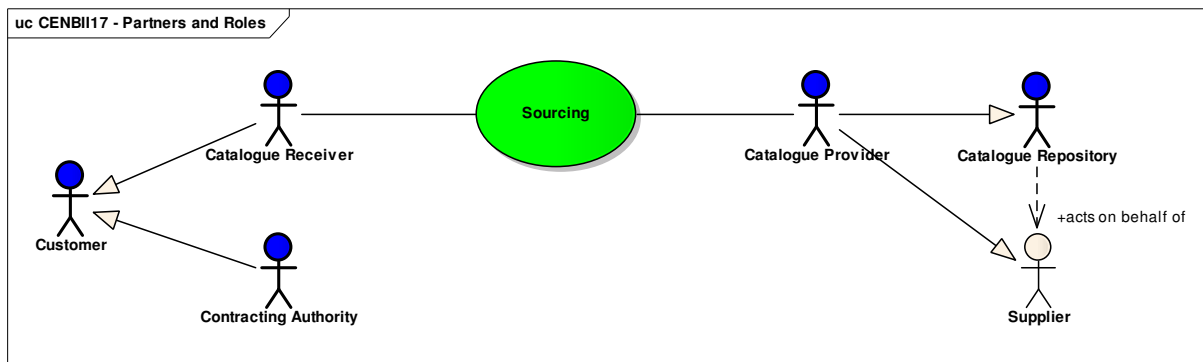 uc CENBII17 - Partners and Roles
Sourcing
Catalogue Receiver
Catalogue Provider
Catalogue Repository
+acts on behalf of
Customer
Contracting Authority
Supplier